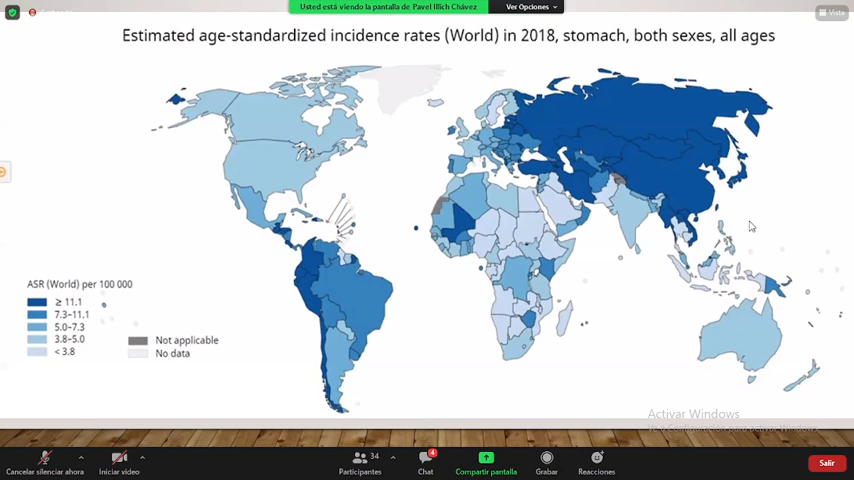 Usted está viendo la pantalla de Pavel Illich Chávez
Ver Opciones
Vista
Estimated age-standardized incidence rates (World) in 2018, stomach, both sexes, all ages
ASR (World) per 100 000
≥ 11.1
7.3–11.1
5.0–7.3
3.8–5.0
< 3.8
Not applicable
No data
Activar Windows
Cancelar silenciar ahora
Iniciar video
34
Participantes
4
Chat
Compartir pantalla
Grabar
Reacciones
Salir